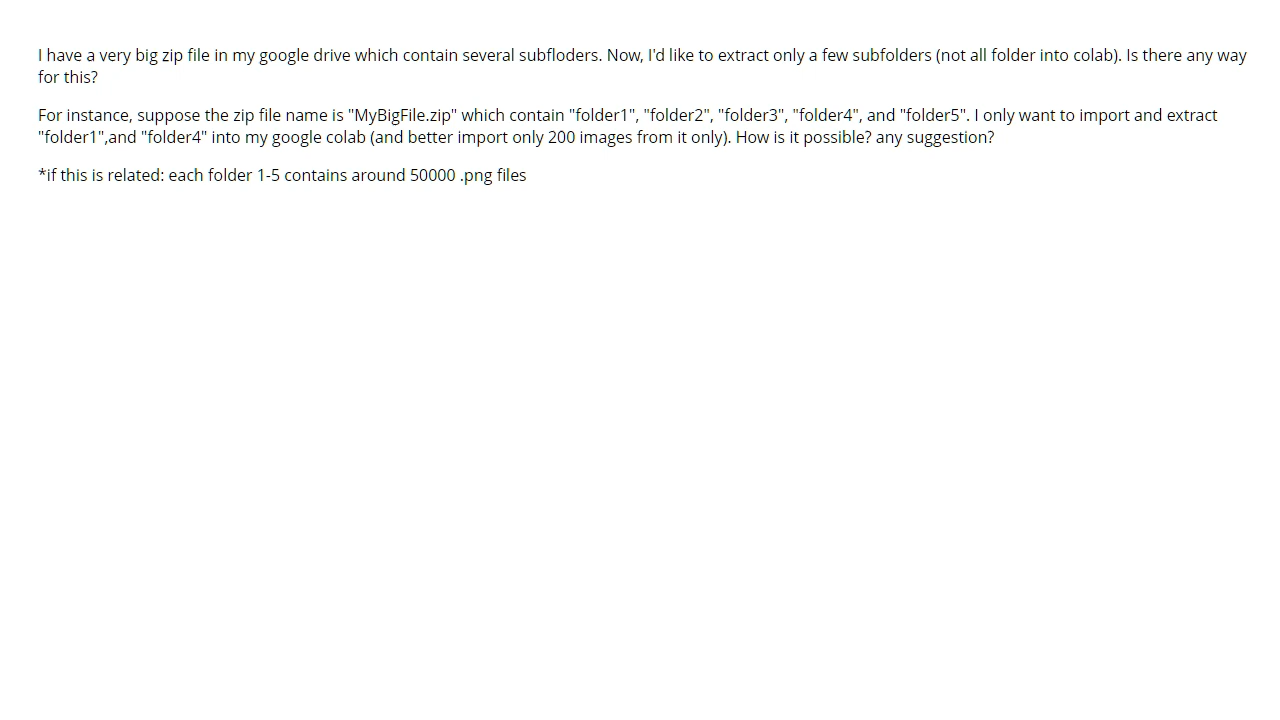 I have a very big zip file in my google drive which contain several subfloders. Now, I'd like to extract only a few subfolders (not all folder into colab). Is there any way
for this?
For instance, suppose the zip file name is "MyBigFile.zip" which contain "folder1", "folder2", "folder3", "folder4", and "folder5". I only want to import and extract
"folder1",and "folder4" into my google colab (and better import only 200 images from it only). How is it possible? any suggestion?
*if this is related: each folder 1-5 contains around 50000 .png files